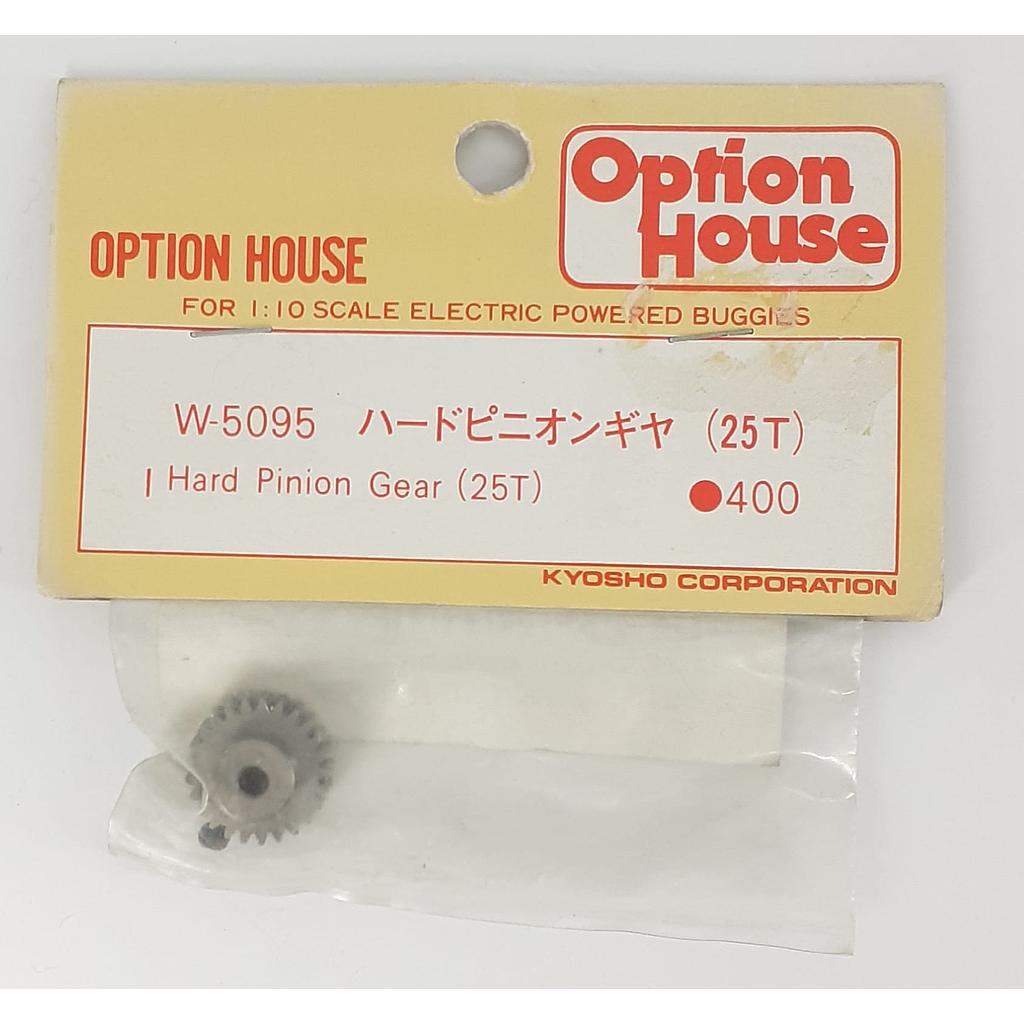 Option
House
OPTION HOUSE
FOR 1:10 SCALE ELECTRIC POWERED BUGGIES
W-5095 ハードピニオンギヤ (25T)
Hard Pinion Gear (25T)
●400
KYOSHO CORPORATION